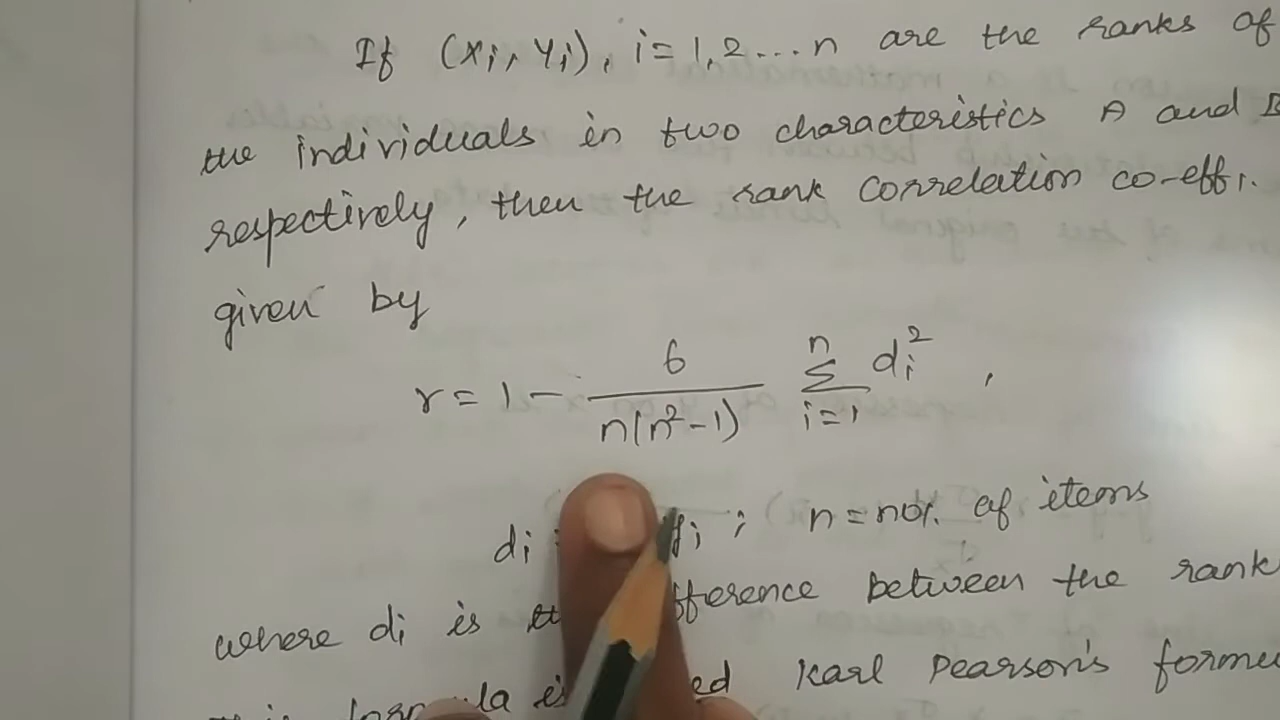 If (xi, yi), i = 1,2...n are the ranks of
the individuals in two characteristics A and
respectively, then the rank correlation co-effi.
given by
r = 1 - 6/n(n²-1) n Σ i=1 di² ,
di yi ; n = no/. of items
where di is between the rank
Karl Pearson's